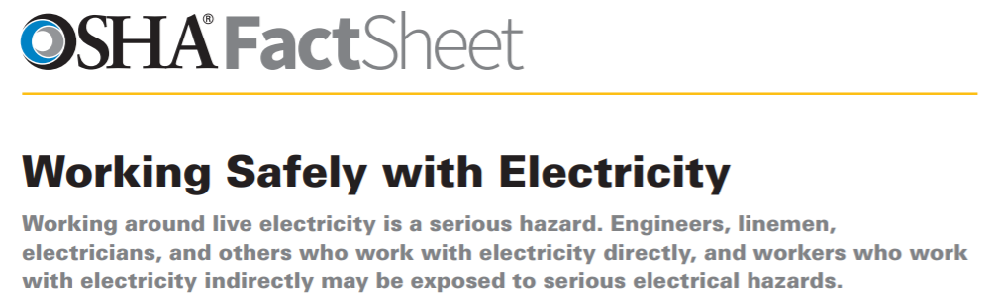 OSHA® FactSheet
Working Safely with Electricity
Working around live electricity is a serious hazard. Engineers, linemen,
electricians, and others who work with electricity directly, and workers who work
with electricity indirectly may be exposed to serious electrical hazards.